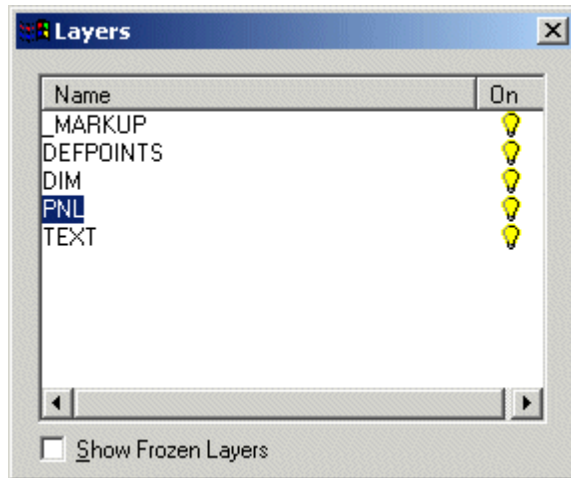 Layers
Name On
_MARKUP
DEFPOINTS
DIM
PNL
TEXT
Show Frozen Layers